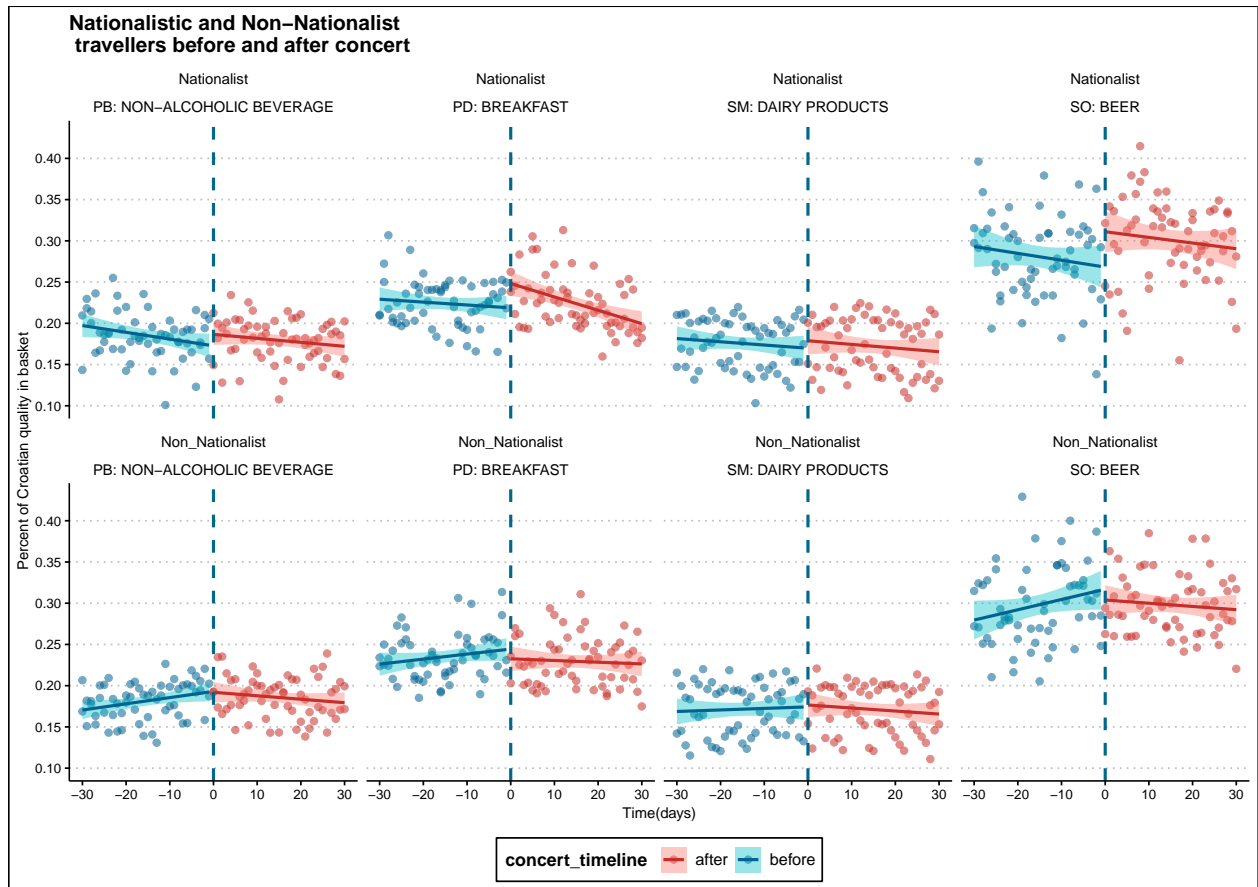 Nationalistic and Non−Nationalist
travellers before and after concert
Nationalist Nationalist Nationalist Nationalist
PB: NON−ALCOHOLIC BEVERAGE PD: BREAKFAST SM: DAIRY PRODUCTS SO: BEER
0.40
0.35
0.30
0.25
0.20
0.15
0.10
Percent of Croatian quality in basket
Non_Nationalist Non_Nationalist Non_Nationalist Non_Nationalist
PB: NON−ALCOHOLIC BEVERAGE PD: BREAKFAST SM: DAIRY PRODUCTS SO: BEER
0.40
0.35
0.30
0.25
0.20
0.15
0.10
−30 −20 −10 0 10 20 30 −30 −20 −10 0 10 20 30 −30 −20 −10 0 10 20 30 −30 −20 −10 0 10 20 30
Time(days)
concert_timeline after before